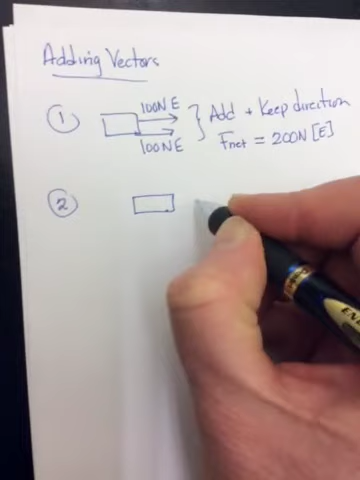 Adding Vectors
① 100N E } Add + Keep direction
100N E Fnet = 200N [E]
②